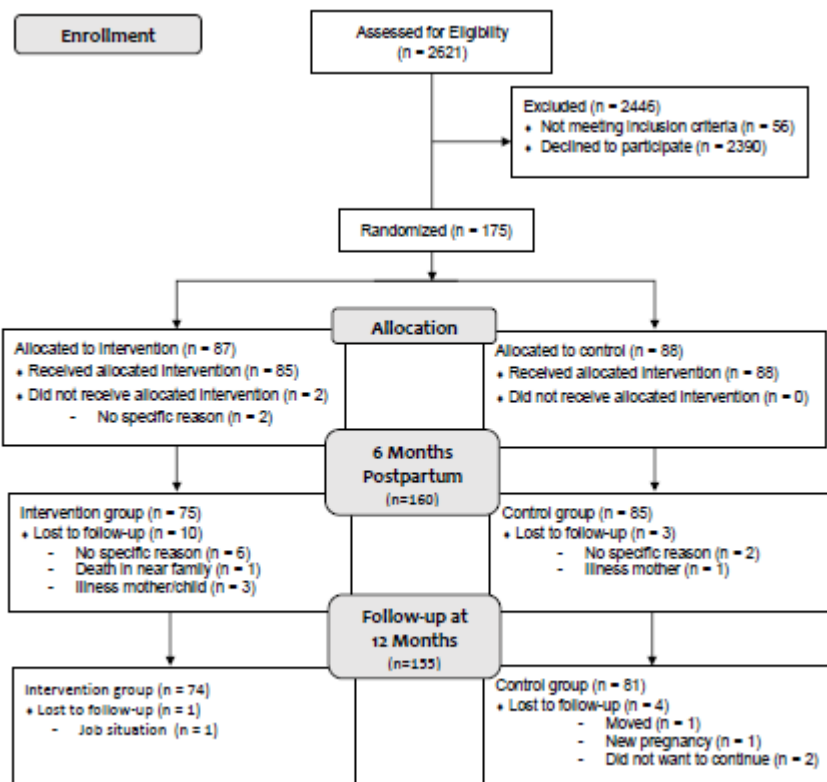 Enrollment
Assessed for Eligibility
(n = 2621)
Excluded (n = 2446)
♦ Not meeting inclusion criteria (n = 56)
♦ Declined to participate (n = 2390)
Randomized (n = 175)
Allocation
Allocated to intervention (n = 87)
♦ Received allocated intervention (n = 85)
♦ Did not receive allocated intervention (n = 2)
- No specific reason (n = 2)
Allocated to control (n = 88)
♦ Received allocated intervention (n = 88)
♦ Did not receive allocated intervention (n = 0)
6 Months
Postpartum
(n=160)
Intervention group (n = 75)
♦ Lost to follow-up (n = 10)
- No specific reason (n = 6)
- Death in near family (n = 1)
- Illness mother/child (n = 3)
Control group (n = 85)
♦ Lost to follow-up (n = 3)
- No specific reason (n = 2)
- Illness mother (n = 1)
Follow-up at
12 Months
(n=155)
Intervention group (n = 74)
♦ Lost to follow-up (n = 1)
- Job situation (n = 1)
Control group (n = 81)
♦ Lost to follow-up (n = 4)
- Moved (n = 1)
- New pregnancy (n = 1)
- Did not want to continue (n = 2)